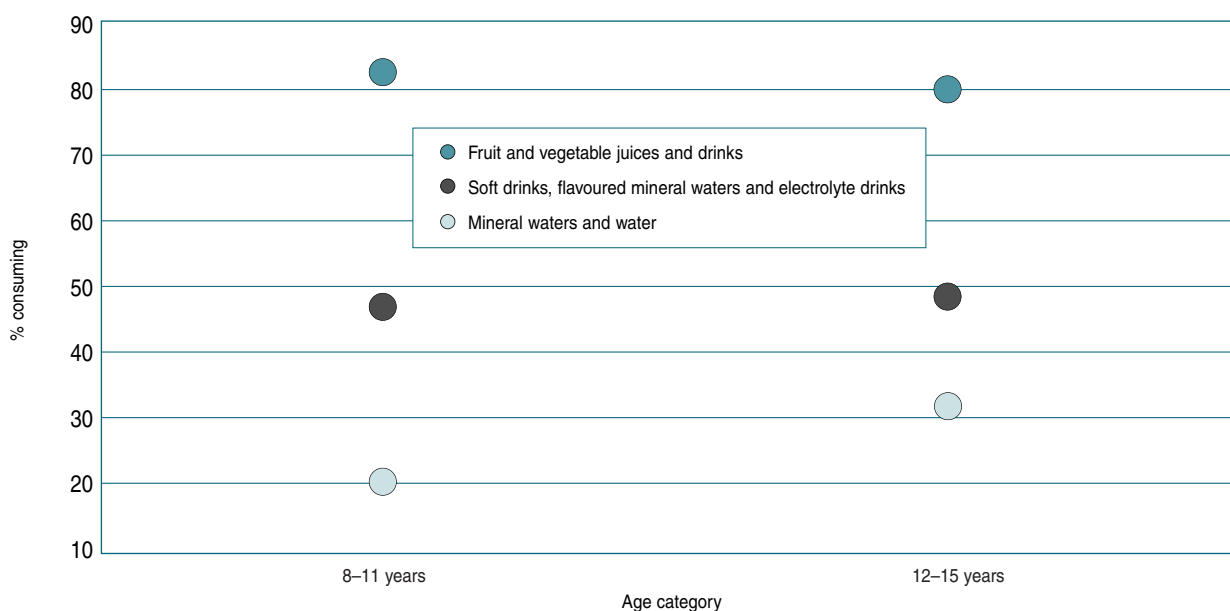 90
80
70
60
50
40
30
20
10
% consuming
Fruit and vegetable juices and drinks
Soft drinks, flavoured mineral waters and electrolyte drinks
Mineral waters and water
8–11 years
12–15 years
Age category